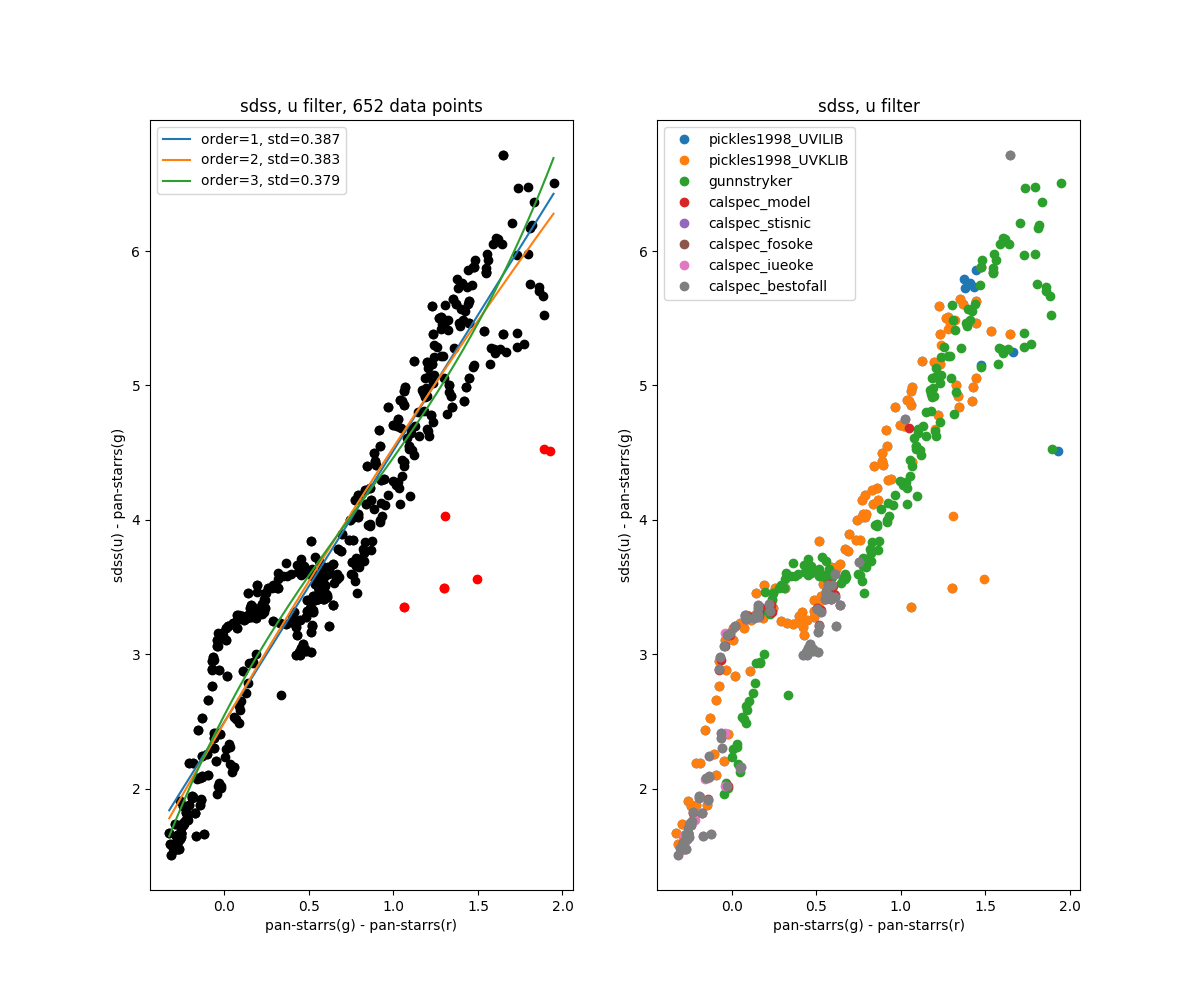 sdss, u filter, 652 data points
order=1, std=0.387
order=2, std=0.383
order=3, std=0.379
sdss(u) - pan-starrs(g)
6
5
4
3
2
0.0 0.5 1.0 1.5 2.0
pan-starrs(g) - pan-starrs(r)
sdss, u filter
pickles1998_UVILIB
pickles1998_UVKLIB
gunnstryker
calspec_model
calspec_stisnic
calspec_fosoke
calspec_iueoke
calspec_bestofall
sdss(u) - pan-starrs(g)
6
5
4
3
2
0.0 0.5 1.0 1.5 2.0
pan-starrs(g) - pan-starrs(r)